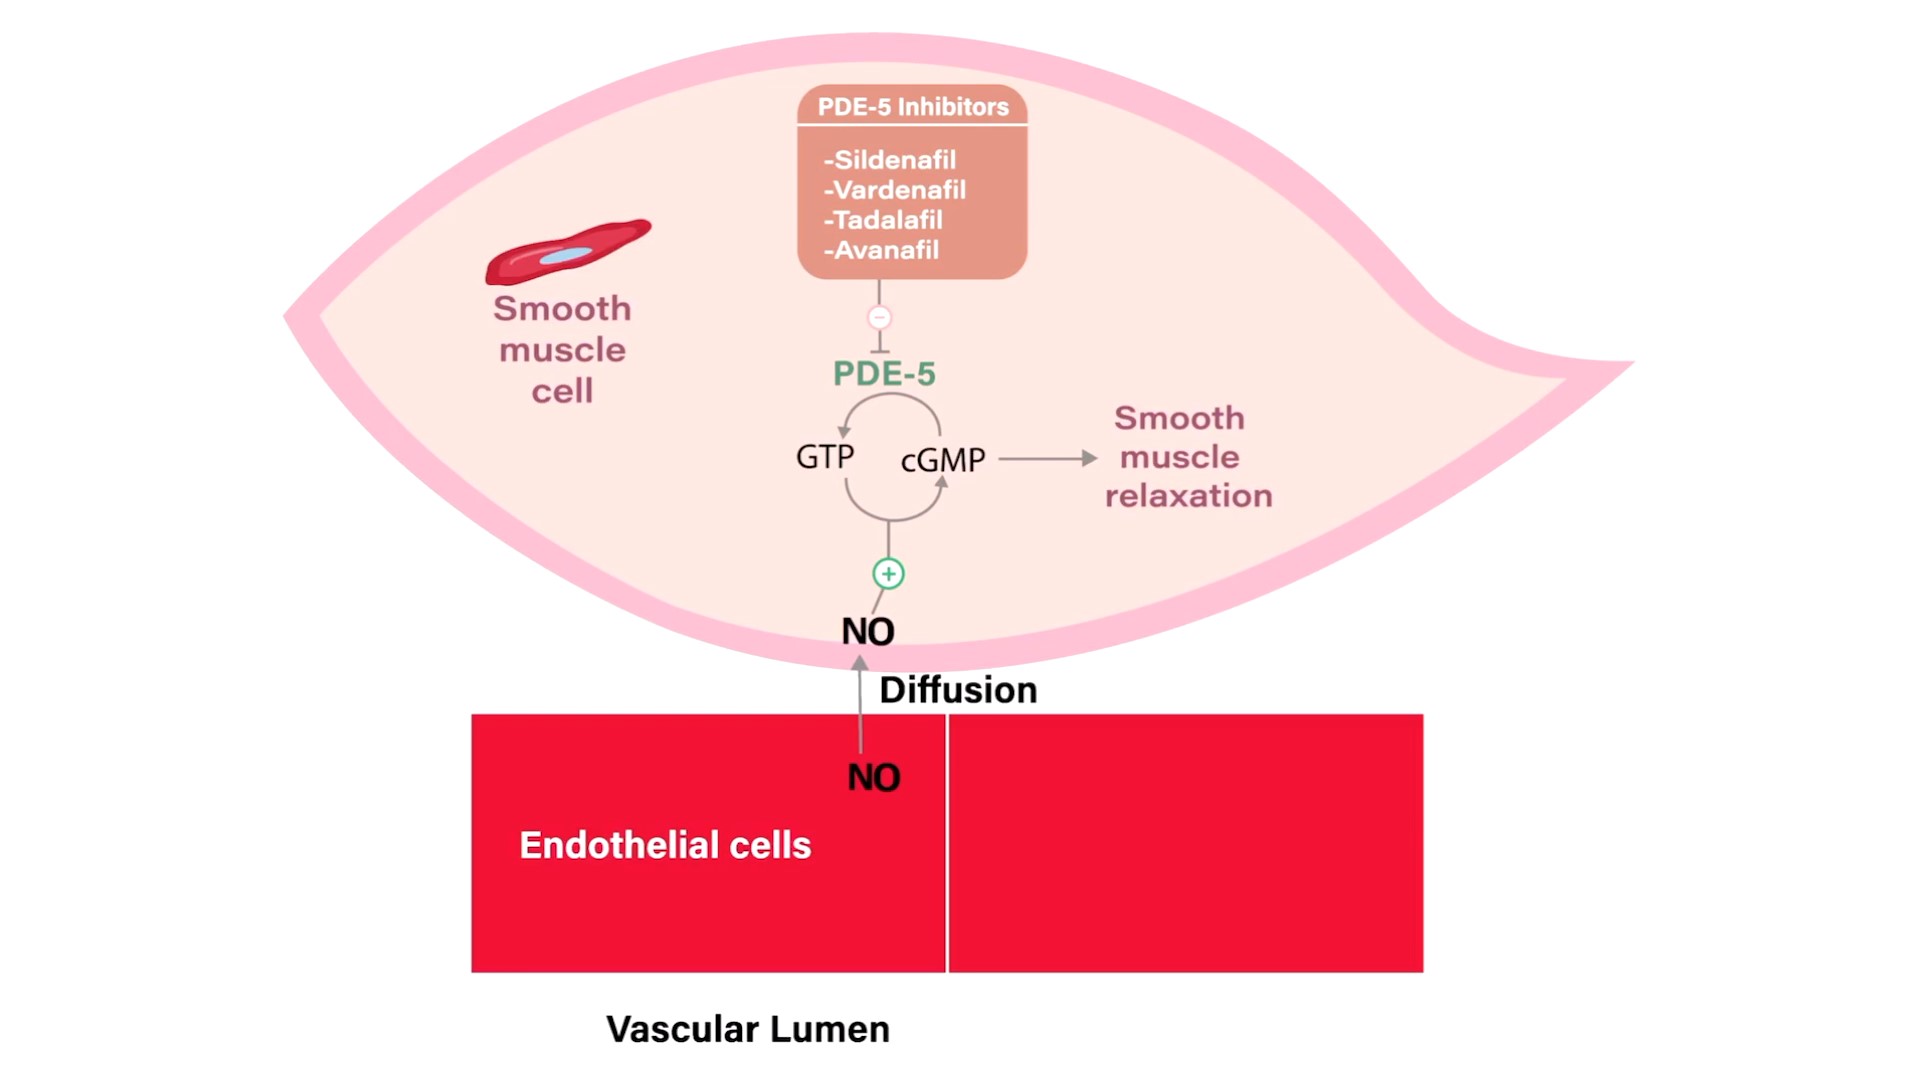 PDE-5 Inhibitors
-Sildenafil
-Vardenafil
-Tadalafil
-Avanafil
Smooth
muscle
cell
PDE-5
GTP
cGMP
Smooth
muscle
relaxation
NO
Diffusion
NO
Endothelial cells
Vascular Lumen